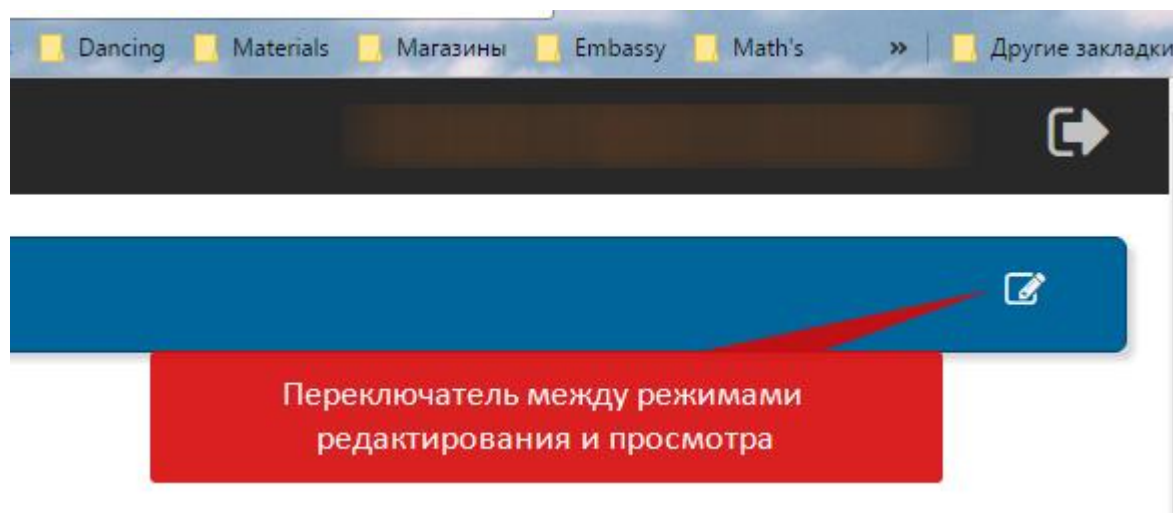 Dancing Materials Магазины Embassy Math's » Другие закладки
Переключатель между режимами
редактирования и просмотра